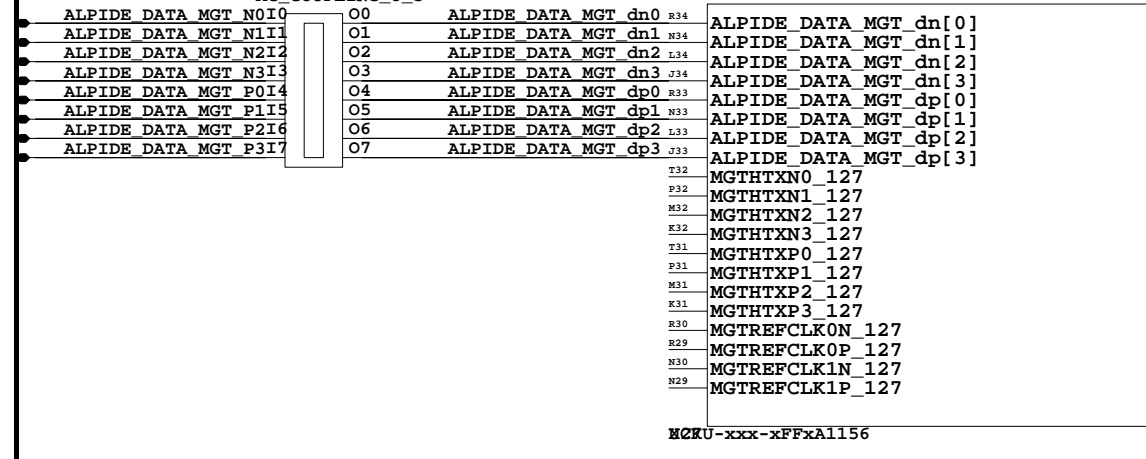 ALPIDE_DATA_MGT_N0 I0 O0 ALPIDE_DATA_MGT_dn0 R34 ALPIDE_DATA_MGT_dn[0]
ALPIDE_DATA_MGT_N1 I1 O1 ALPIDE_DATA_MGT_dn1 N34 ALPIDE_DATA_MGT_dn[1]
ALPIDE_DATA_MGT_N2 I2 O2 ALPIDE_DATA_MGT_dn2 L34 ALPIDE_DATA_MGT_dn[2]
ALPIDE_DATA_MGT_N3 I3 O3 ALPIDE_DATA_MGT_dn3 J34 ALPIDE_DATA_MGT_dn[3]
ALPIDE_DATA_MGT_P0 I4 O4 ALPIDE_DATA_MGT_dp0 R33 ALPIDE_DATA_MGT_dp[0]
ALPIDE_DATA_MGT_P1 I5 O5 ALPIDE_DATA_MGT_dp1 N33 ALPIDE_DATA_MGT_dp[1]
ALPIDE_DATA_MGT_P2 I6 O6 ALPIDE_DATA_MGT_dp2 L33 ALPIDE_DATA_MGT_dp[2]
ALPIDE_DATA_MGT_P3 I7 O7 ALPIDE_DATA_MGT_dp3 J33 ALPIDE_DATA_MGT_dp[3]
T32 MGTHTXN0_127
P32 MGTHTXN1_127
M32 MGTHTXN2_127
K32 MGTHTXN3_127
T31 MGTHTXP0_127
P31 MGTHTXP1_127
M31 MGTHTXP2_127
K31 MGTHTXP3_127
R30 MGTREFCLK0N_127
R29 MGTREFCLK0P_127
N30 MGTREFCLK1N_127
N29 MGTREFCLK1P_127
U-xxx-xFFxA1156